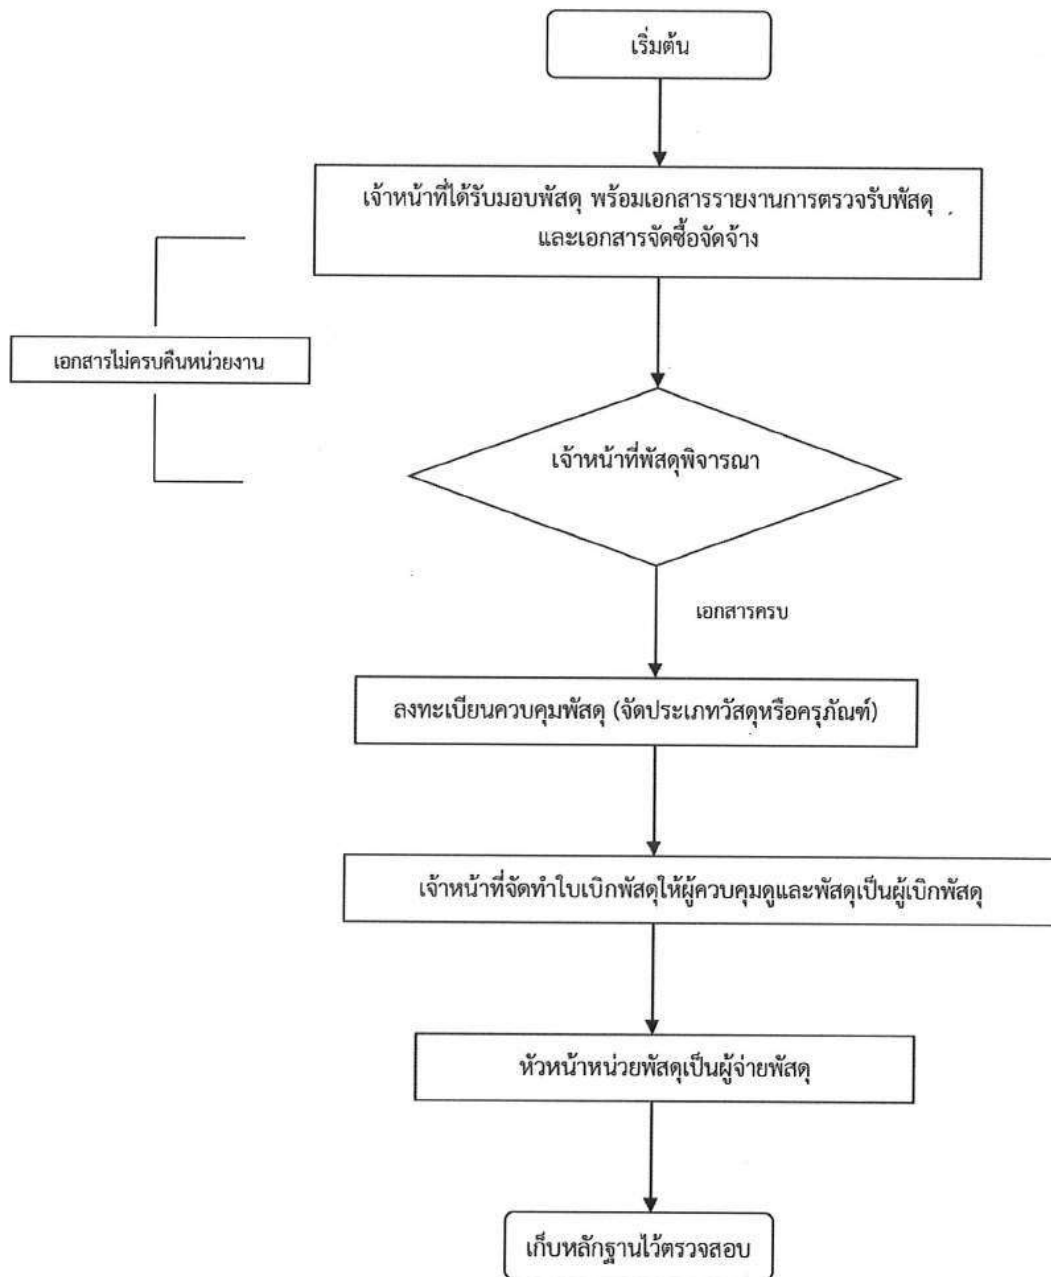 เริ่มต้น
เจ้าหน้าที่ได้รับมอบพัสดุ พร้อมเอกสารรายงานการตรวจรับพัสดุ
และเอกสารจัดซื้อจัดจ้าง
เอกสารไม่ครบคืนหน่วยงาน
เจ้าหน้าที่พัสดุพิจารณา
เอกสารครบ
ลงทะเบียนควบคุมพัสดุ (จัดประเภทวัสดุหรือครุภัณฑ์)
เจ้าหน้าที่จัดทำใบเบิกพัสดุให้ผู้ควบคุมดูและพัสดุเป็นผู้เบิกพัสดุ
หัวหน้าหน่วยพัสดุเป็นผู้จ่ายพัสดุ
เก็บหลักฐานไว้ตรวจสอบ